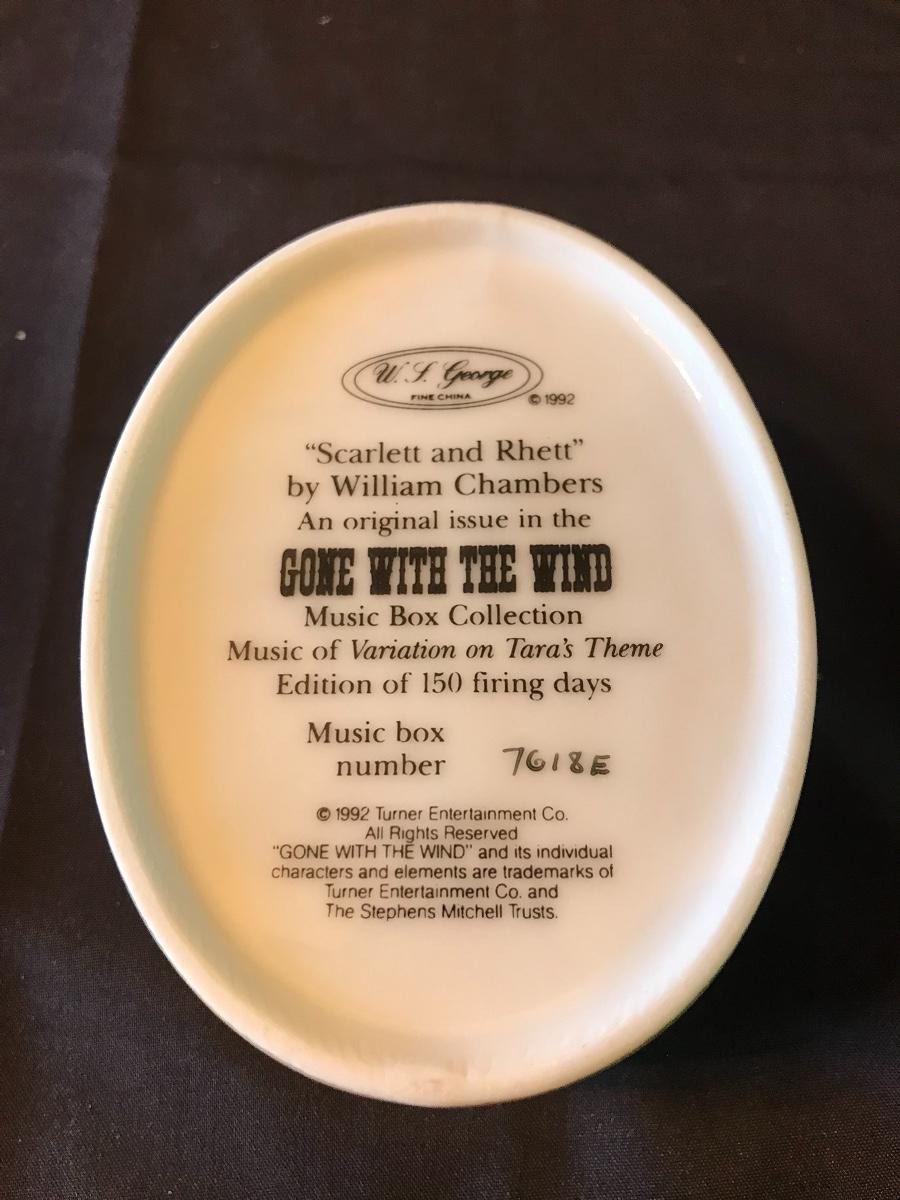 W. S. George
FINE CHINA
© 1992
"Scarlett and Rhett"
by William Chambers
An original issue in the
GONE WITH THE WIND
Music Box Collection
Music of Variation on Tara's Theme
Edition of 150 firing days
Music box
number 7618E
© 1992 Turner Entertainment Co.
All Rights Reserved
"GONE WITH THE WIND" and its individual
characters and elements are trademarks of
Turner Entertainment Co. and
The Stephens Mitchell Trusts.